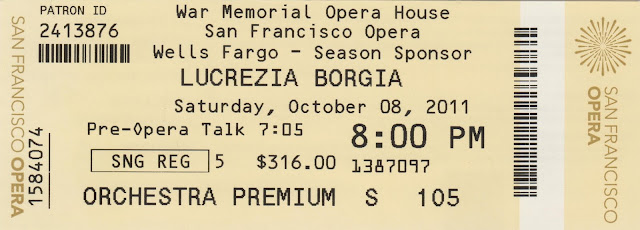 PATRON ID
2413876
War Memorial Opera House
San Francisco Opera
Wells Fargo - Season Sponsor
LUCREZIA BORGIA
Saturday, October 08, 2011
Pre-Opera Talk 7:05
8:00 PM
SNG REG 5 $316.00 1387097
ORCHESTRA PREMIUM S 105
SAN FRANCISCO OPERA
1584074
SAN FRANCISCO
OPERA